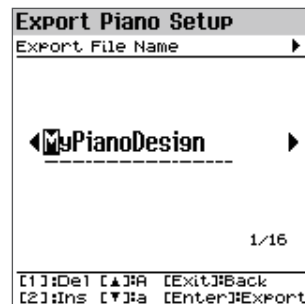 Export Piano Setup
Export File Name
MyPianoDesign
1/16
[1]:Del [▲]:A [Exit]:Back
[2]:Ins [▼]:a [Enter]:Export